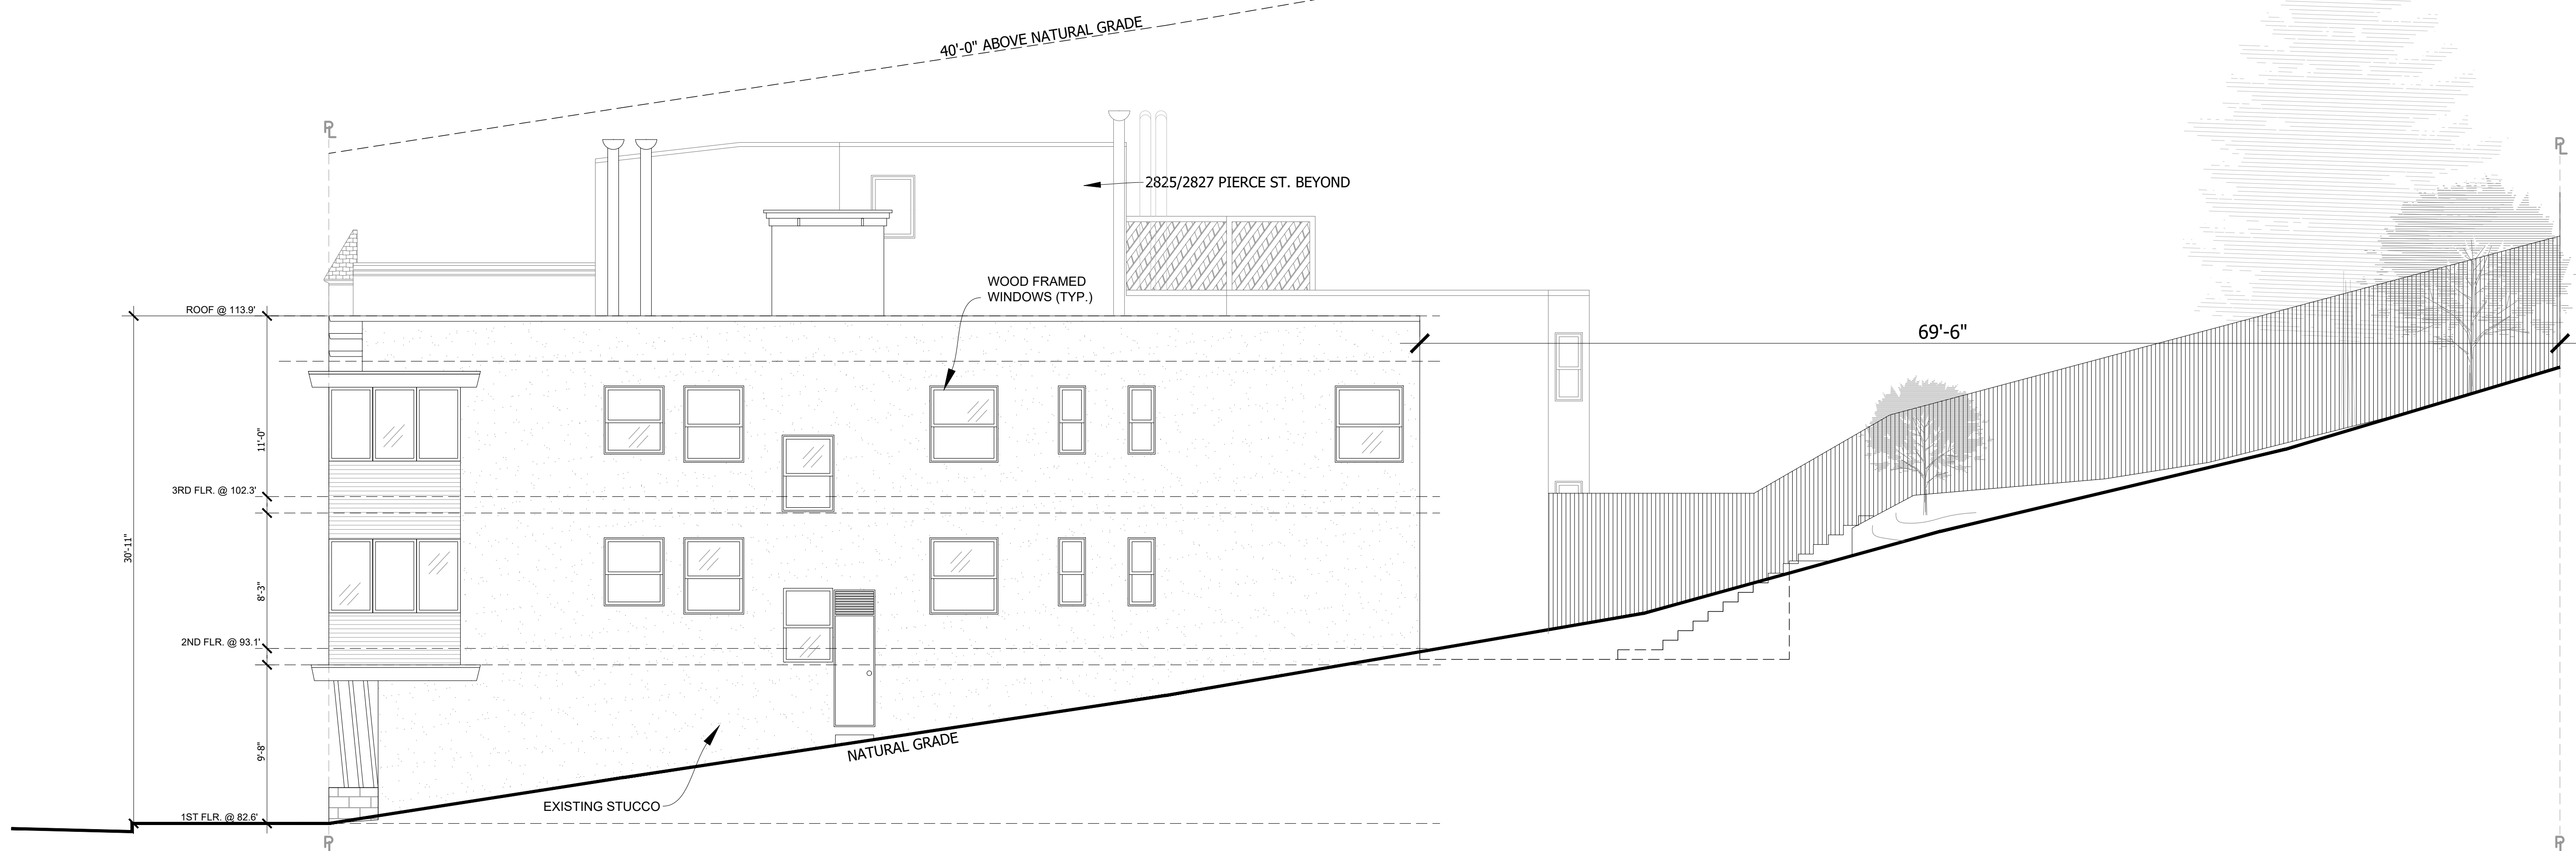 40'-0" ABOVE NATURAL GRADE
PL
PL
2825/2827 PIERCE ST. BEYOND
WOOD FRAMED
WINDOWS (TYP.)
ROOF @ 113.9'
69'-6"
11'-0"
3RD FLR. @ 102.3'
30'-11"
8'-3"
2ND FLR. @ 93.1'
9'-8"
NATURAL GRADE
EXISTING STUCCO
1ST FLR. @ 82.6'
PL
PL